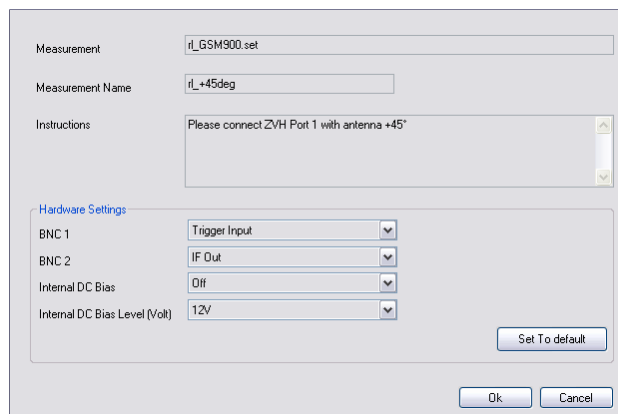 Measurement rl_GSM900.set
Measurement Name rl_+45deg
Instructions Please connect ZVH Port 1 with antenna +45°
Hardware Settings
BNC 1 Trigger Input
BNC 2 IF Out
Internal DC Bias Off
Internal DC Bias Level (Volt) 12V
Set To default
Ok Cancel